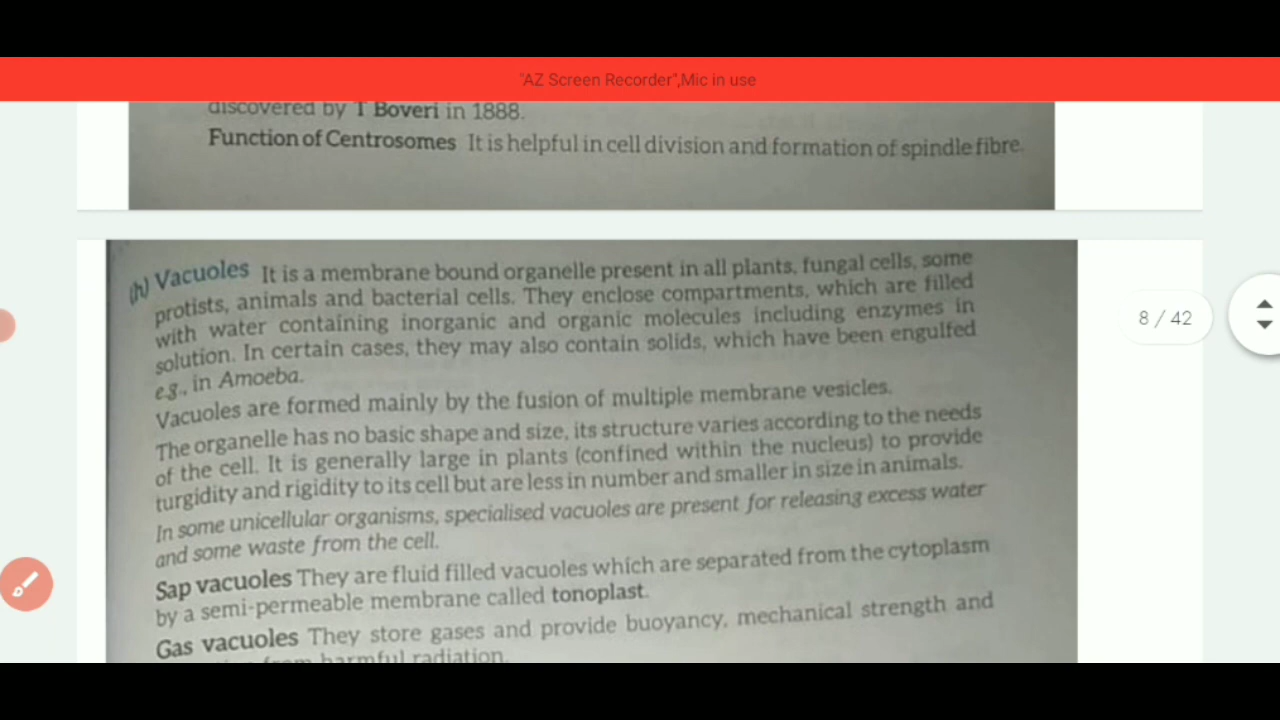 "AZ Screen Recorder",Mic in use
discovered by T Boveri in 1888.
Function of Centrosomes It is helpful in cell division and formation of spindle fibre.
(h) Vacuoles It is a membrane bound organelle present in all plants, fungal cells, some
protists, animals and bacterial cells. They enclose compartments, which are filled
with water containing inorganic and organic molecules including enzymes in
solution. In certain cases, they may also contain solids, which have been engulfed
e.g., in Amoeba.
Vacuoles are formed mainly by the fusion of multiple membrane vesicles.
The organelle has no basic shape and size, its structure varies according to the needs
of the cell. It is generally large in plants (confined within the nucleus) to provide
turgidity and rigidity to its cell but are less in number and smaller in size in animals.
In some unicellular organisms, specialised vacuoles are present for releasing excess water
and some waste from the cell.
Sap vacuoles They are fluid filled vacuoles which are separated from the cytoplasm
by a semi-permeable membrane called tonoplast.
Gas vacuoles They store gases and provide buoyancy, mechanical strength and
from harmful radiation.
8 / 42